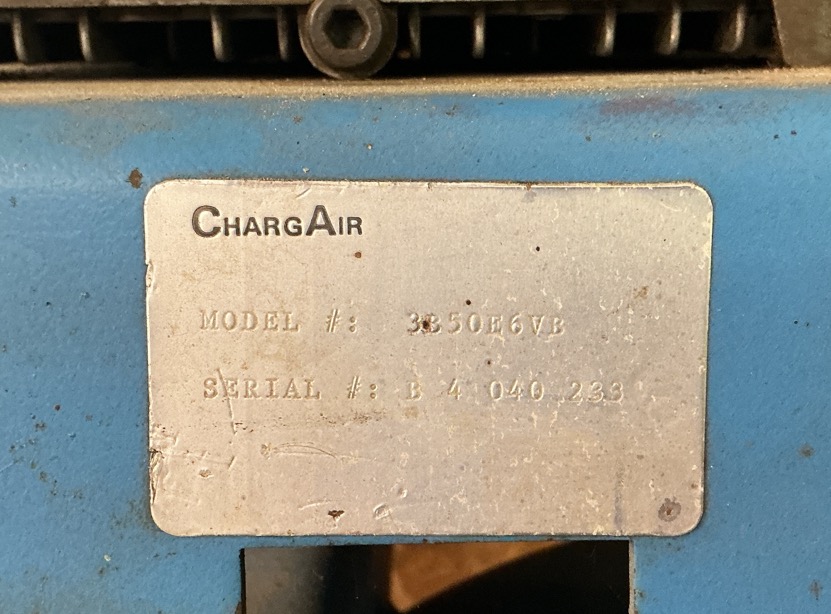 CHARGAIR
MODEL #: 3B50E6VB
SERIAL #: B 4 040 233